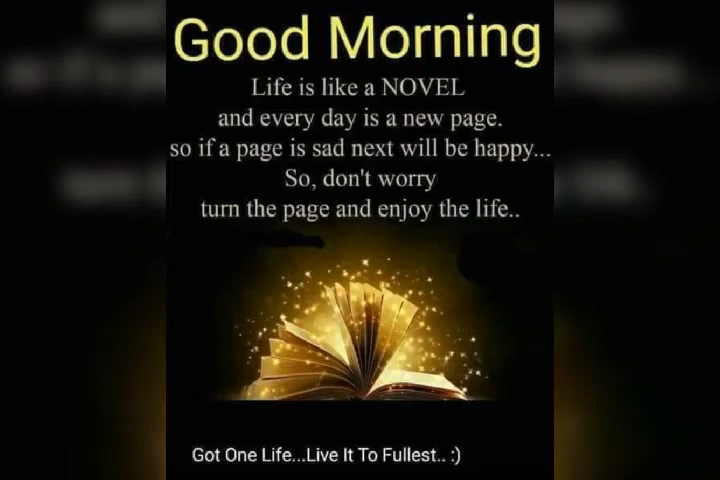 Good Morning
Life is like a NOVEL
and every day is a new page.
so if a page is sad next will be happy...
So, don't worry
turn the page and enjoy the life..
Got One Life...Live It To Fullest.. :)